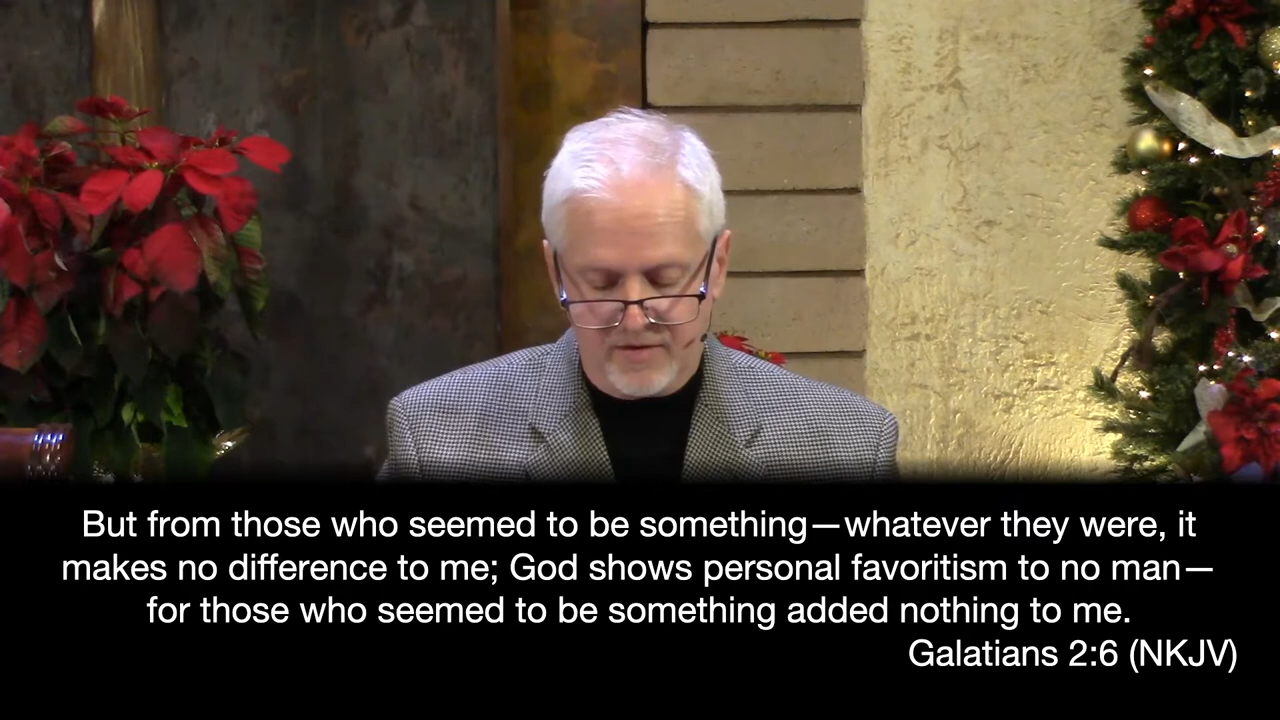 But from those who seemed to be something—whatever they were, it
makes no difference to me; God shows personal favoritism to no man—
for those who seemed to be something added nothing to me.
Galatians 2:6 (NKJV)